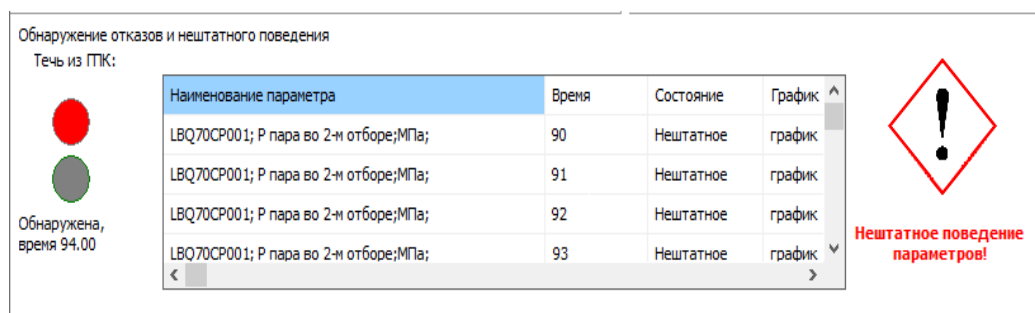 Обнаружение отказов и нештатного поведения
Течь из ГПК:
Наименование параметра Время Состояние График
LBQ70CP001; P пара во 2-м отборе;МПа; 90 Нештатное график
LBQ70CP001; P пара во 2-м отборе;МПа; 91 Нештатное график
LBQ70CP001; P пара во 2-м отборе;МПа; 92 Нештатное график
LBQ70CP001; P пара во 2-м отборе;МПа; 93 Нештатное график
Обнаружена,
время 94.00
!
Нештатное поведение
параметров!